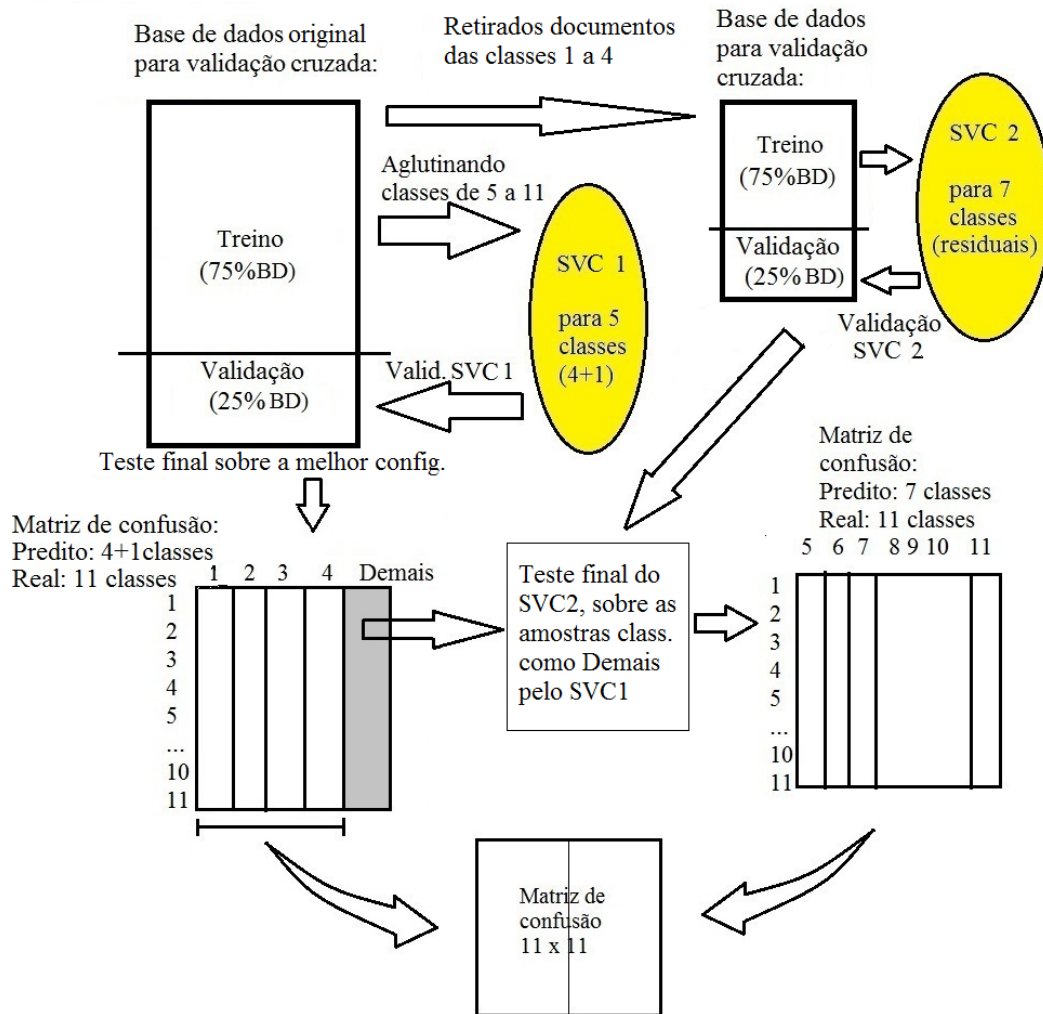 Base de dados original
para validação cruzada:
Retirados documentos
das classes 1 a 4
Base de dados
para validação
cruzada:
Treino
(75%BD)
Validação
(25% BD)
Aglutinando
classes de 5 a 11
SVC 1
para 5
classes
(4+1)
Valid. SVC 1
Treino
(75%BD)
Validação
(25% BD)
SVC 2
para 7
classes
(residuais)
Validação
SVC 2
Teste final sobre a melhor config.
Matriz de confusão:
Predito: 4+1classes
Real: 11 classes
1 2 3 4 Demais
1
2
3
4
5
...
10
11
Teste final do
SVC2, sobre as
amostras class.
como Demais
pelo SVC1
Matriz de
confusão:
Predito: 7 classes
Real: 11 classes
5 6 7 8 9 10 11
1
2
3
4
5
...
10
11
Matriz de
confusão
11 x 11